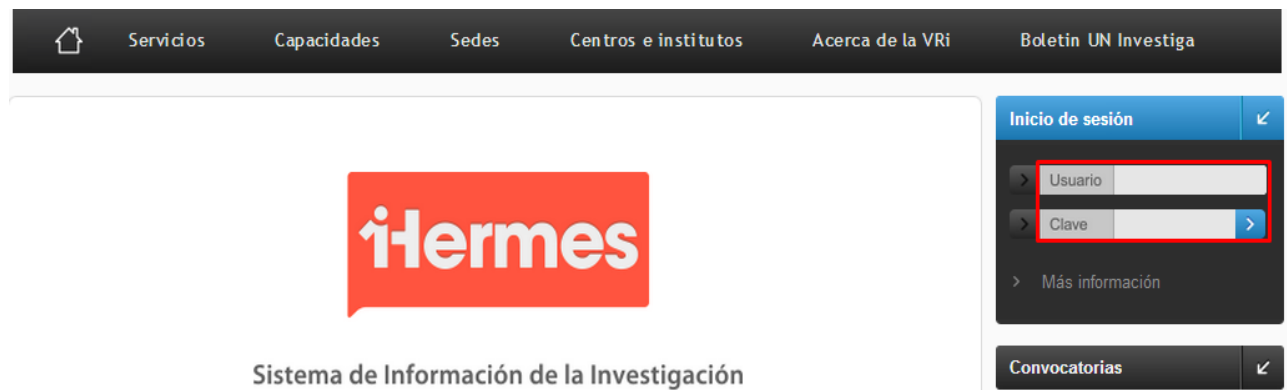 Servicios Capacidades Sedes Centros e institutos Acerca de la VRi Boletin UN Investiga
Inicio de sesión
Usuario
Clave
Más información
Hermes
Sistema de Información de la Investigación
Convocatorias